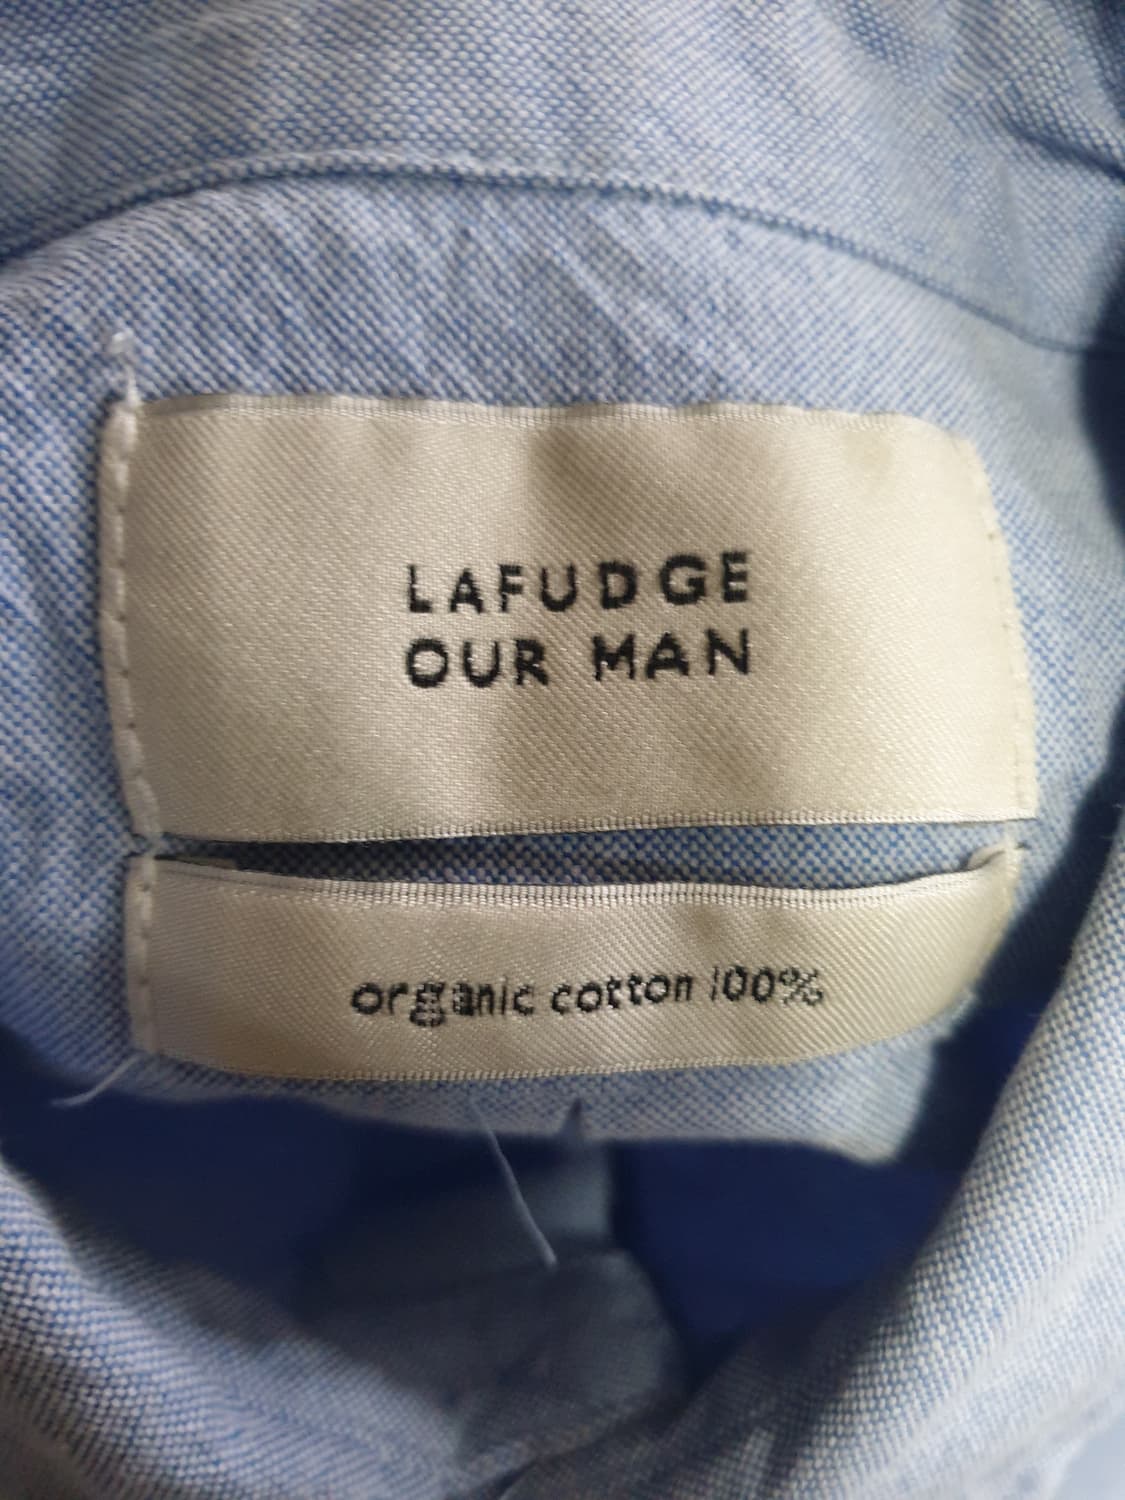 LAFUDGE
OUR MAN
organic cotton 100%